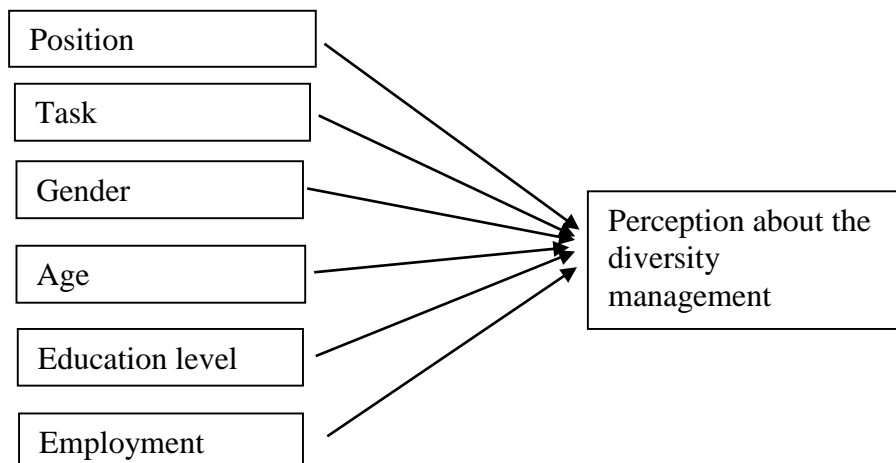 Position
Task
Gender
Age
Education level
Employment
Perception about the
diversity
management